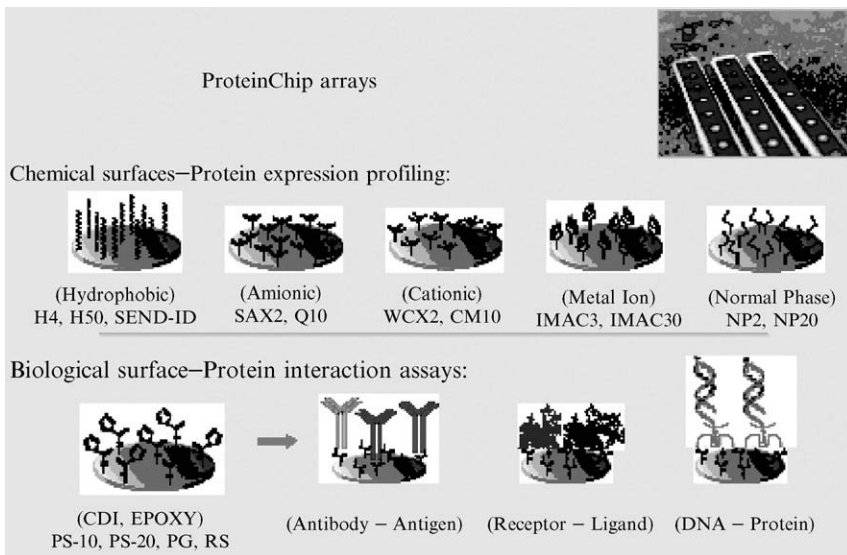 ProteinChip arrays
Chemical surfaces–Protein expression profiling:
(Hydrophobic) (Amionic) (Cationic) (Metal Ion) (Normal Phase)
H4, H50, SEND-ID SAX2, Q10 WCX2, CM10 IMAC3, IMAC30 NP2, NP20
Biological surface–Protein interaction assays:
(CDI, EPOXY) (Antibody – Antigen) (Receptor – Ligand) (DNA – Protein)
PS-10, PS-20, PG, RS